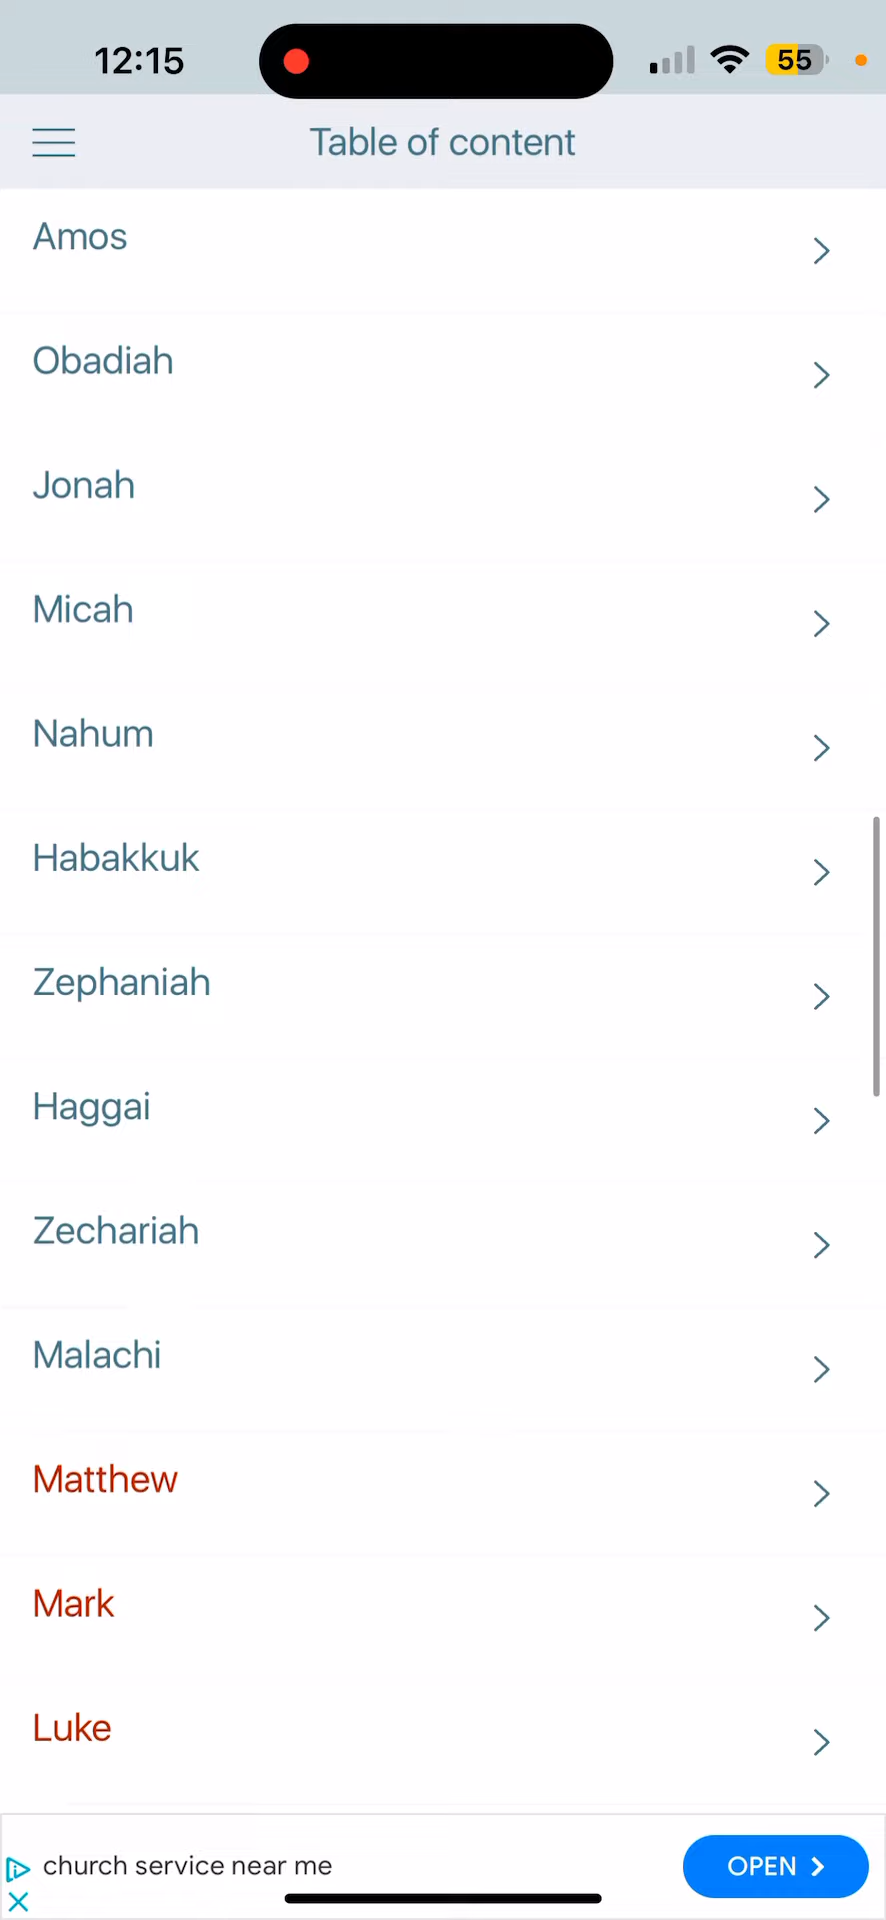 12:15
55
Table of content
Amos
Obadiah
Jonah
Micah
Nahum
Habakkuk
Zephaniah
Haggai
Zechariah
Malachi
Matthew
Mark
Luke
church service near me
OPEN